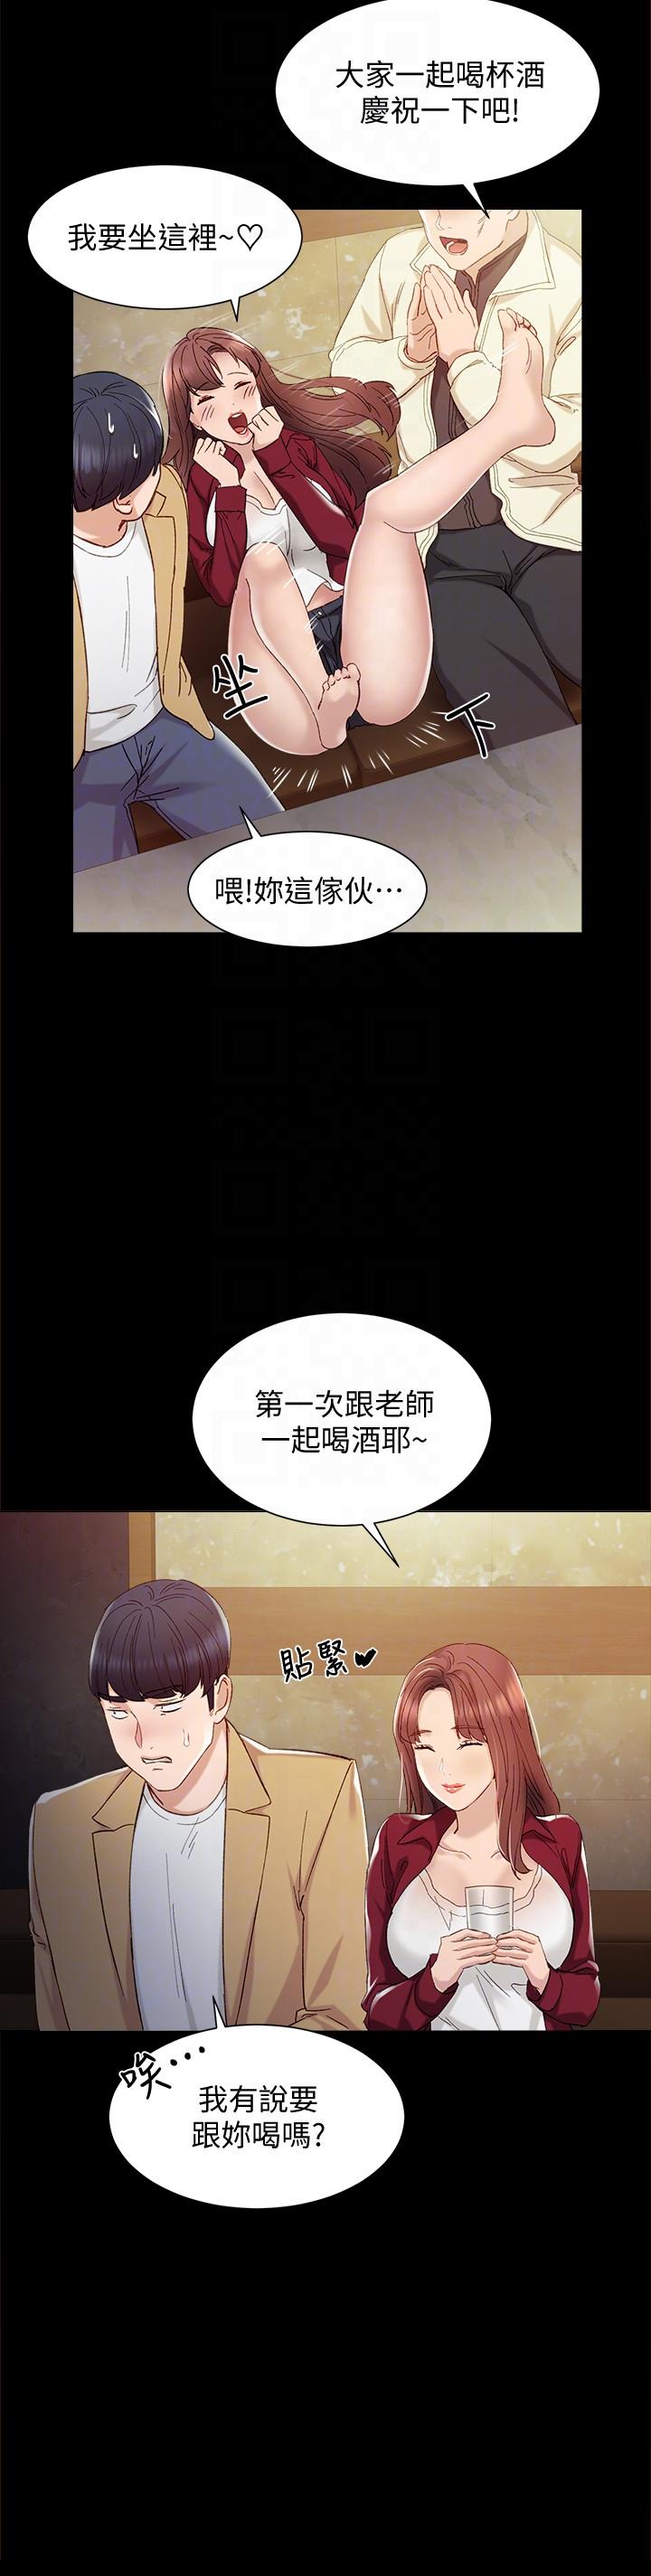 大家一起喝杯酒
慶祝一下吧!
我要坐這裡~♡
坐下
喂!妳這傢伙⋯
第一次跟老師
一起喝酒耶~
貼緊♥
唉⋯
我有說要
跟妳喝嗎?